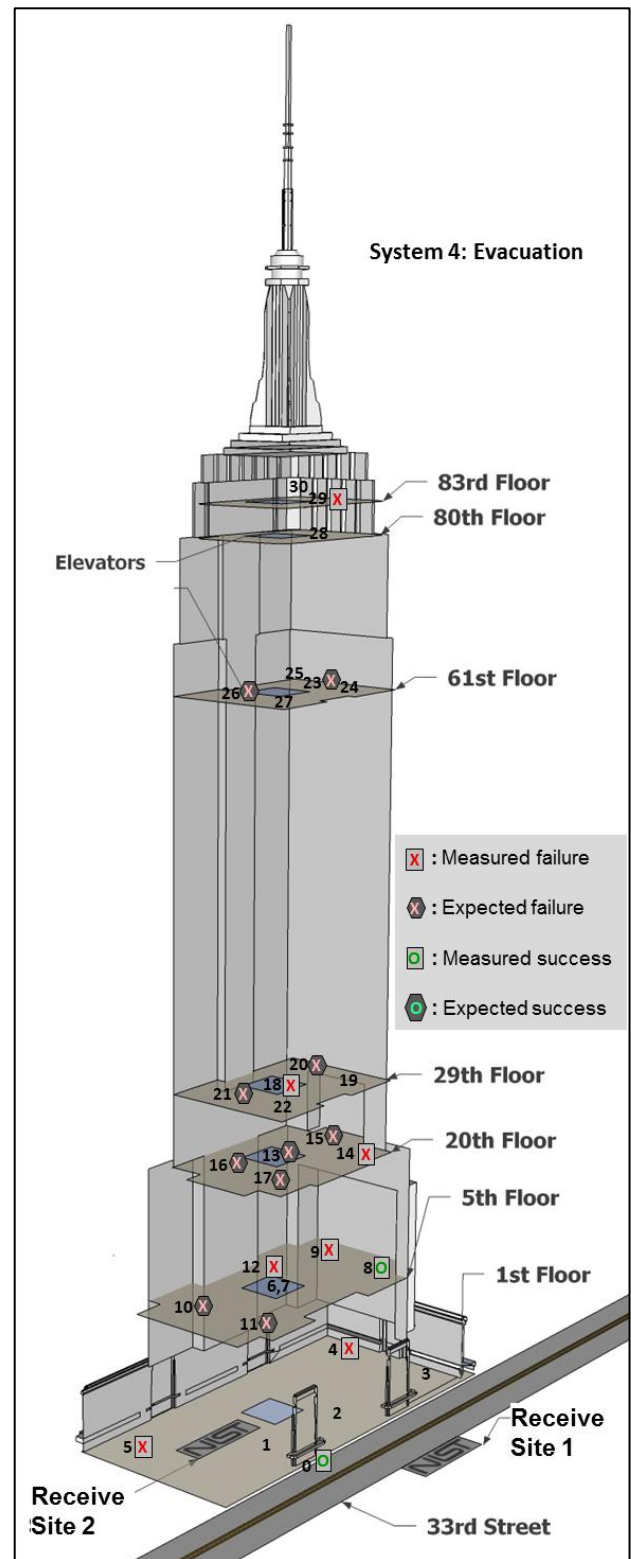 System 4: Evacuation
30
29 X
83rd Floor
28
80th Floor
Elevators
25
23 X
24
26 X
27
61st Floor
X : Measured failure
X : Expected failure
O : Measured success
O : Expected success
20 X
18 X
19
21 X
22
29th Floor
15 X
13 X
14 X
16 X
17 X
20th Floor
5th Floor
9 X
12 X
8 O
6,7
10 X
11 X
1st Floor
4 X
3
2
5 X
1
NIST
0 O
NIST
Receive
Site 1
Receive
Site 2
33rd Street